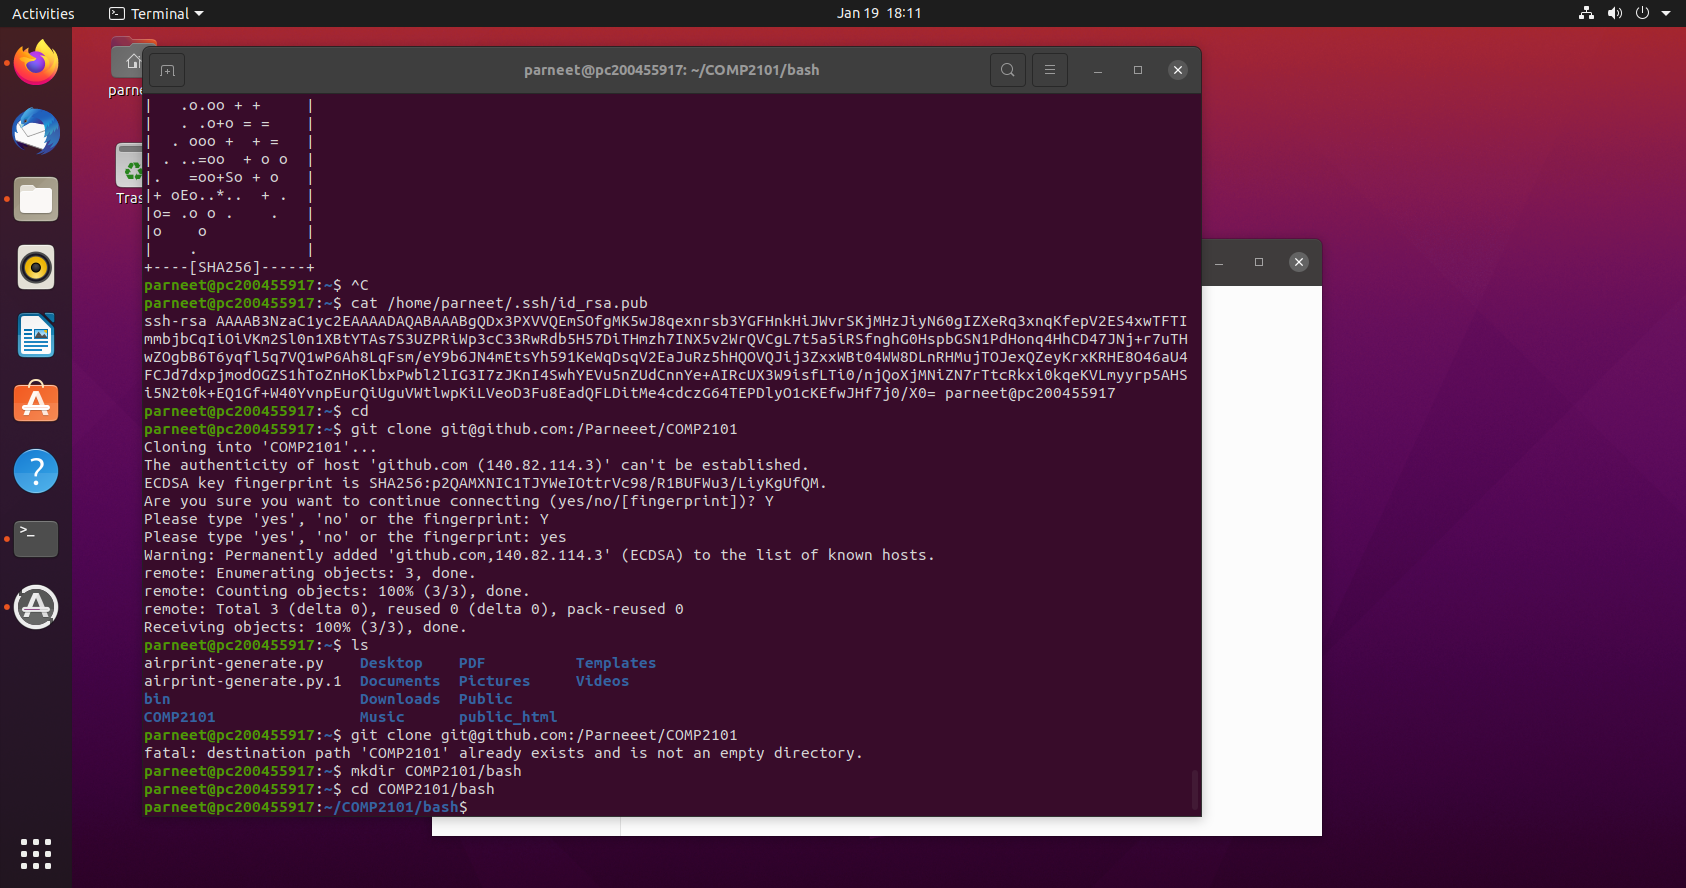 Activities
Terminal
Jan 19 18:11
parneet@pc200455917: ~/COMP2101/bash
parne
Tras
|    .o.oo + +     |
|    . .o+o = =    |
|   . ooo +  + =   |
|  . ..=oo  + o o  |
|.   =oo+So + o   |
|+ oEo..*..  + .  |
|o= .o o .    .   |
|o    o           |
|     .            |
+----[SHA256]-----+
parneet@pc200455917:~$ ^C
parneet@pc200455917:~$ cat /home/parneet/.ssh/id_rsa.pub
ssh-rsa AAAAB3NzaC1yc2EAAAADAQABAAABgQDx3PXVVQEmSOfgMK5wJ8qexnrsb3YGFHnkHiJWvrSKjMHzJiyN60gIZXeRq3xnqKfepV2ES4xwTFTI
mmbjbCqIiOiVKm2Sl0n1XBtYTAs7S3UZPRiWp3cC33RwRdb5H57DiTHmzh7INX5v2WrQVCgL7t5a5iRSfnghG0HspbGSN1PdHonq4HhCD47JNj+r7uTH
wZOgbB6T6yqfl5q7VQ1wP6Ah8LqFsm/eY9b6JN4mEtsYh591KeWqDsqV2EaJuRz5hHQOVQJij3ZxxWBt04WW8DLnRHMujTOJexQZeyKrxKRHE8O46aU4
FCJd7dxpjmodOGZS1hToZnHoKlbxPwbl2lIG3I7zJKnI4SwhYEVu5nZUdCnnYe+AIRcUX3W9isfLTi0/njQoXjMNiZN7rTtcRkxi0kqeKVLmyyrp5AHS
i5N2t0k+EQ1Gf+W40YvnpEurQiUguVWtlwpKiLVeoD3Fu8EadQFLDitMe4cdczG64TEPDlyO1cKEfwJHf7j0/X0= parneet@pc200455917
parneet@pc200455917:~$ cd
parneet@pc200455917:~$ git clone git@github.com:/Parneeet/COMP2101
Cloning into 'COMP2101'...
The authenticity of host 'github.com (140.82.114.3)' can't be established.
ECDSA key fingerprint is SHA256:p2QAMXNIC1TJYWeIOttrVc98/R1BUFWu3/LiyKgUfQM.
Are you sure you want to continue connecting (yes/no/[fingerprint])? Y
Please type 'yes', 'no' or the fingerprint: Y
Please type 'yes', 'no' or the fingerprint: yes
Warning: Permanently added 'github.com,140.82.114.3' (ECDSA) to the list of known hosts.
remote: Enumerating objects: 3, done.
remote: Counting objects: 100% (3/3), done.
remote: Total 3 (delta 0), reused 0 (delta 0), pack-reused 0
Receiving objects: 100% (3/3), done.
parneet@pc200455917:~$ ls
airprint-generate.py    Desktop    PDF          Templates
airprint-generate.py.1  Documents  Pictures     Videos
bin                     Downloads  Public
COMP2101                Music      public_html
parneet@pc200455917:~$ git clone git@github.com:/Parneeet/COMP2101
fatal: destination path 'COMP2101' already exists and is not an empty directory.
parneet@pc200455917:~$ mkdir COMP2101/bash
parneet@pc200455917:~$ cd COMP2101/bash
parneet@pc200455917:~/COMP2101/bash$